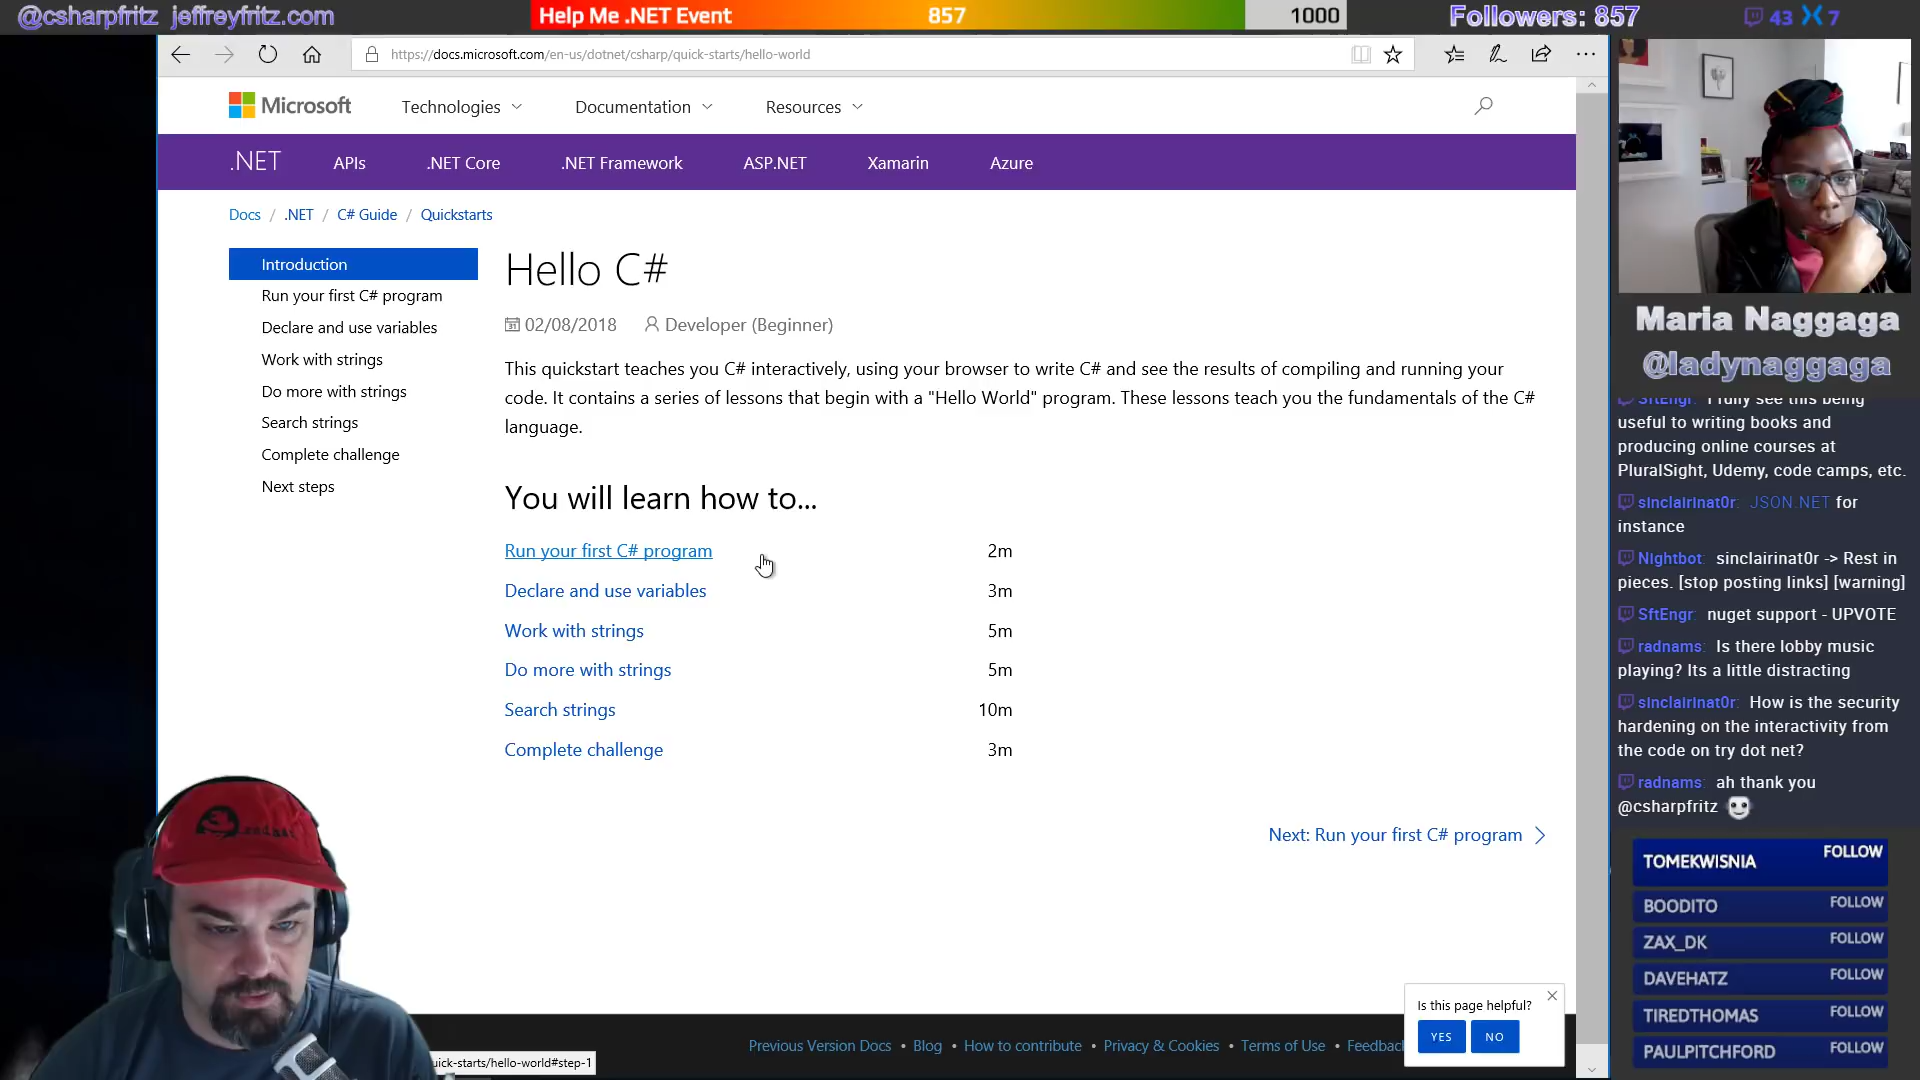 @csharpfritz jeffreyfritz.com
Help Me .NET Event 857 1000
Followers: 857
43 7
https://docs.microsoft.com/en-us/dotnet/csharp/quick-starts/hello-world
Microsoft Technologies Documentation Resources
.NET APIs .NET Core .NET Framework ASP.NET Xamarin Azure
Docs / .NET / C# Guide / Quickstarts
Introduction
Run your first C# program
Declare and use variables
Work with strings
Do more with strings
Search strings
Complete challenge
Next steps
Hello C#
02/08/2018 Developer (Beginner)
This quickstart teaches you C# interactively, using your browser to write C# and see the results of compiling and running your
code. It contains a series of lessons that begin with a "Hello World" program. These lessons teach you the fundamentals of the C#
language.
You will learn how to...
Run your first C# program 2m
Declare and use variables 3m
Work with strings 5m
Do more with strings 5m
Search strings 10m
Complete challenge 3m
Next: Run your first C# program
Is this page helpful?
YES NO
Previous Version Docs • Blog • How to contribute • Privacy & Cookies • Terms of Use • Feedbac
uick-starts/hello-world#step-1
Maria Naggaga
@ladynaggaga
SftEngr: I fully see this being
useful to writing books and
producing online courses at
PluralSight, Udemy, code camps, etc.
sinclairinat0r: JSON.NET for
instance
Nightbot: sinclairinat0r -> Rest in
pieces. [stop posting links] [warning]
SftEngr: nuget support - UPVOTE
radnams: Is there lobby music
playing? Its a little distracting
sinclairinat0r: How is the security
hardening on the interactivity from
the code on try dot net?
radnams: ah thank you
@csharpfritz
TOMEKWISNIA FOLLOW
BOODITO FOLLOW
ZAX_DK FOLLOW
DAVEHATZ FOLLOW
TIREDTHOMAS FOLLOW
PAULPITCHFORD FOLLOW